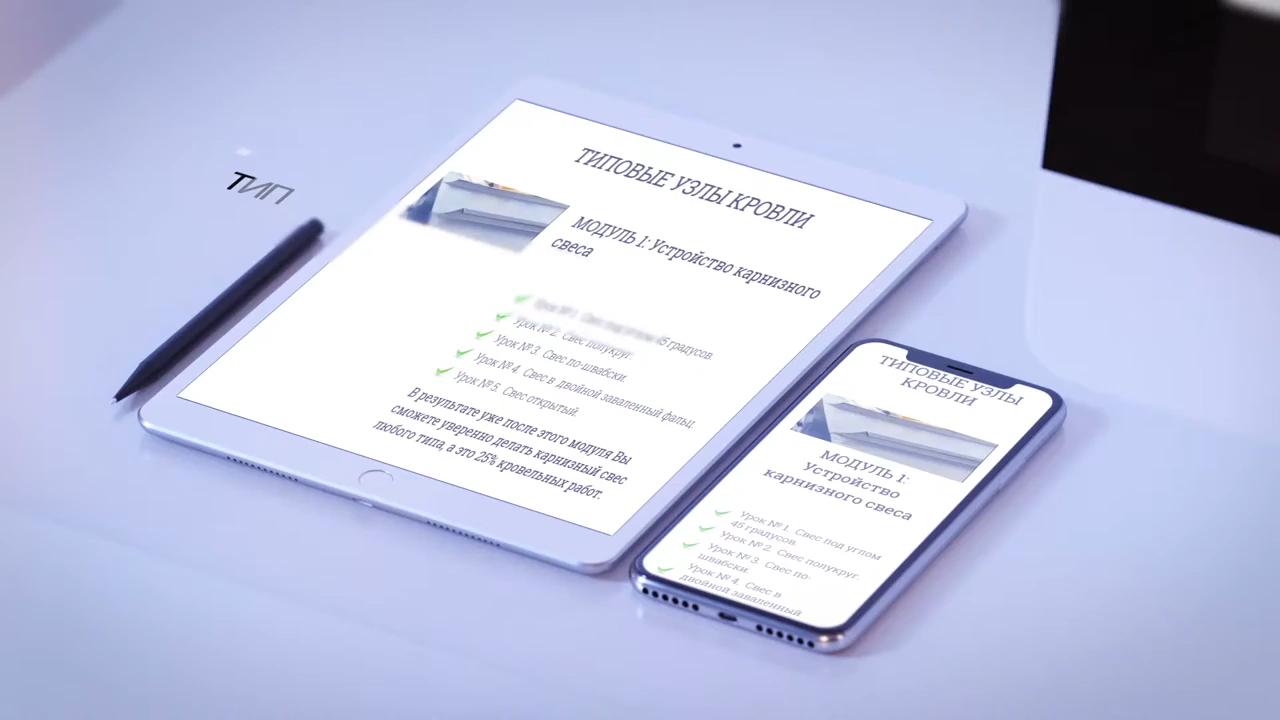 ТИП
ТИПОВЫЕ УЗЛЫ КРОВЛИ
МОДУЛЬ 1: Устройство карнизного
свеса
Урок № 1. Свес под углом 45 градусов.
Урок № 2. Свес полукруг.
Урок № 3. Свес по-швабски.
Урок № 4. Свес в двойной заваленный фальц.
Урок № 5. Свес открытый.
В результате уже после этого модуля Вы
сможете уверенно делать карнизный свес
любого типа, а это 25% кровельных работ.
ТИПОВЫЕ УЗЛЫ
КРОВЛИ
МОДУЛЬ 1:
Устройство
карнизного свеса
Урок № 1. Свес под углом
45 градусов.
Урок № 2. Свес полукруг.
Урок № 3. Свес по-
швабски.
Урок № 4. Свес в
двойной заваленный